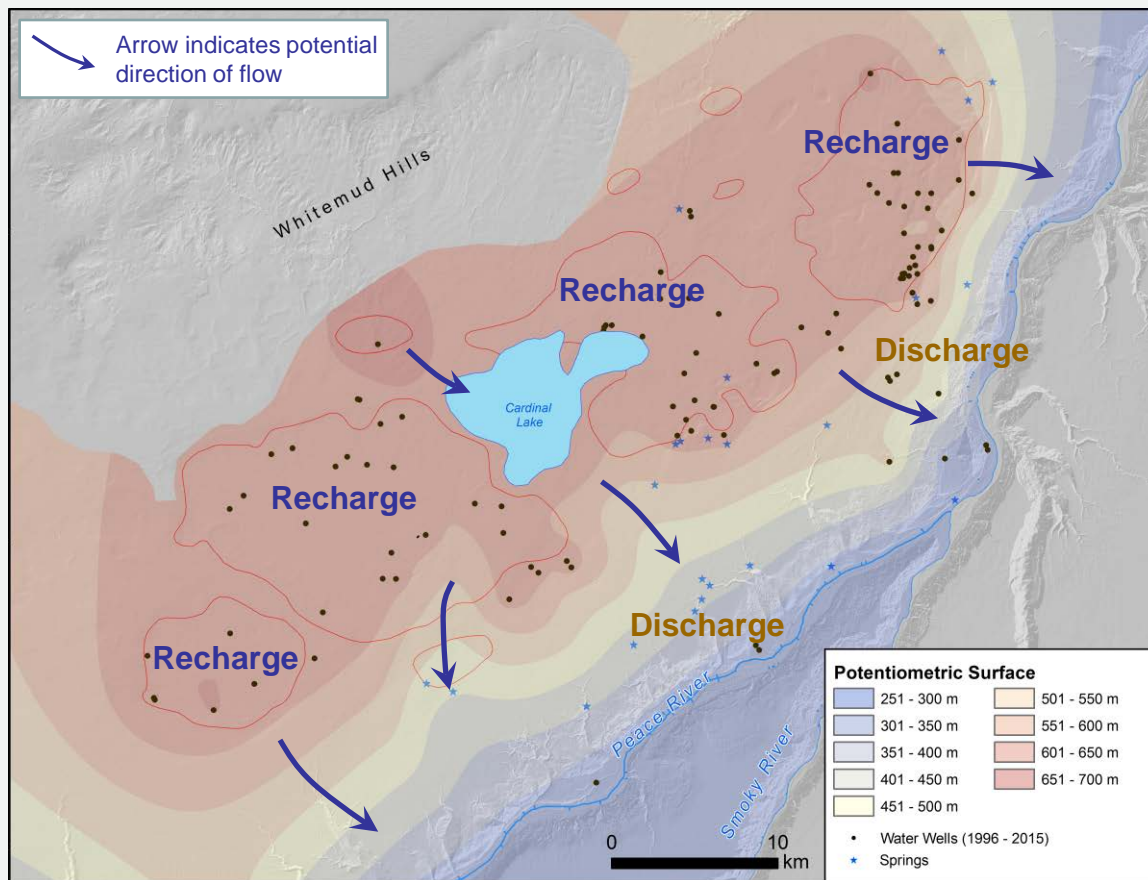 Arrow indicates potential
direction of flow
Whitemud Hills
Recharge
Recharge
Discharge
Cardinal
Lake
Recharge
Discharge
Recharge
Peace River
Smoky River
0 10
km
Potentiometric Surface
251 - 300 m
301 - 350 m
351 - 400 m
401 - 450 m
451 - 500 m
501 - 550 m
551 - 600 m
601 - 650 m
651 - 700 m
Water Wells (1996 - 2015)
Springs